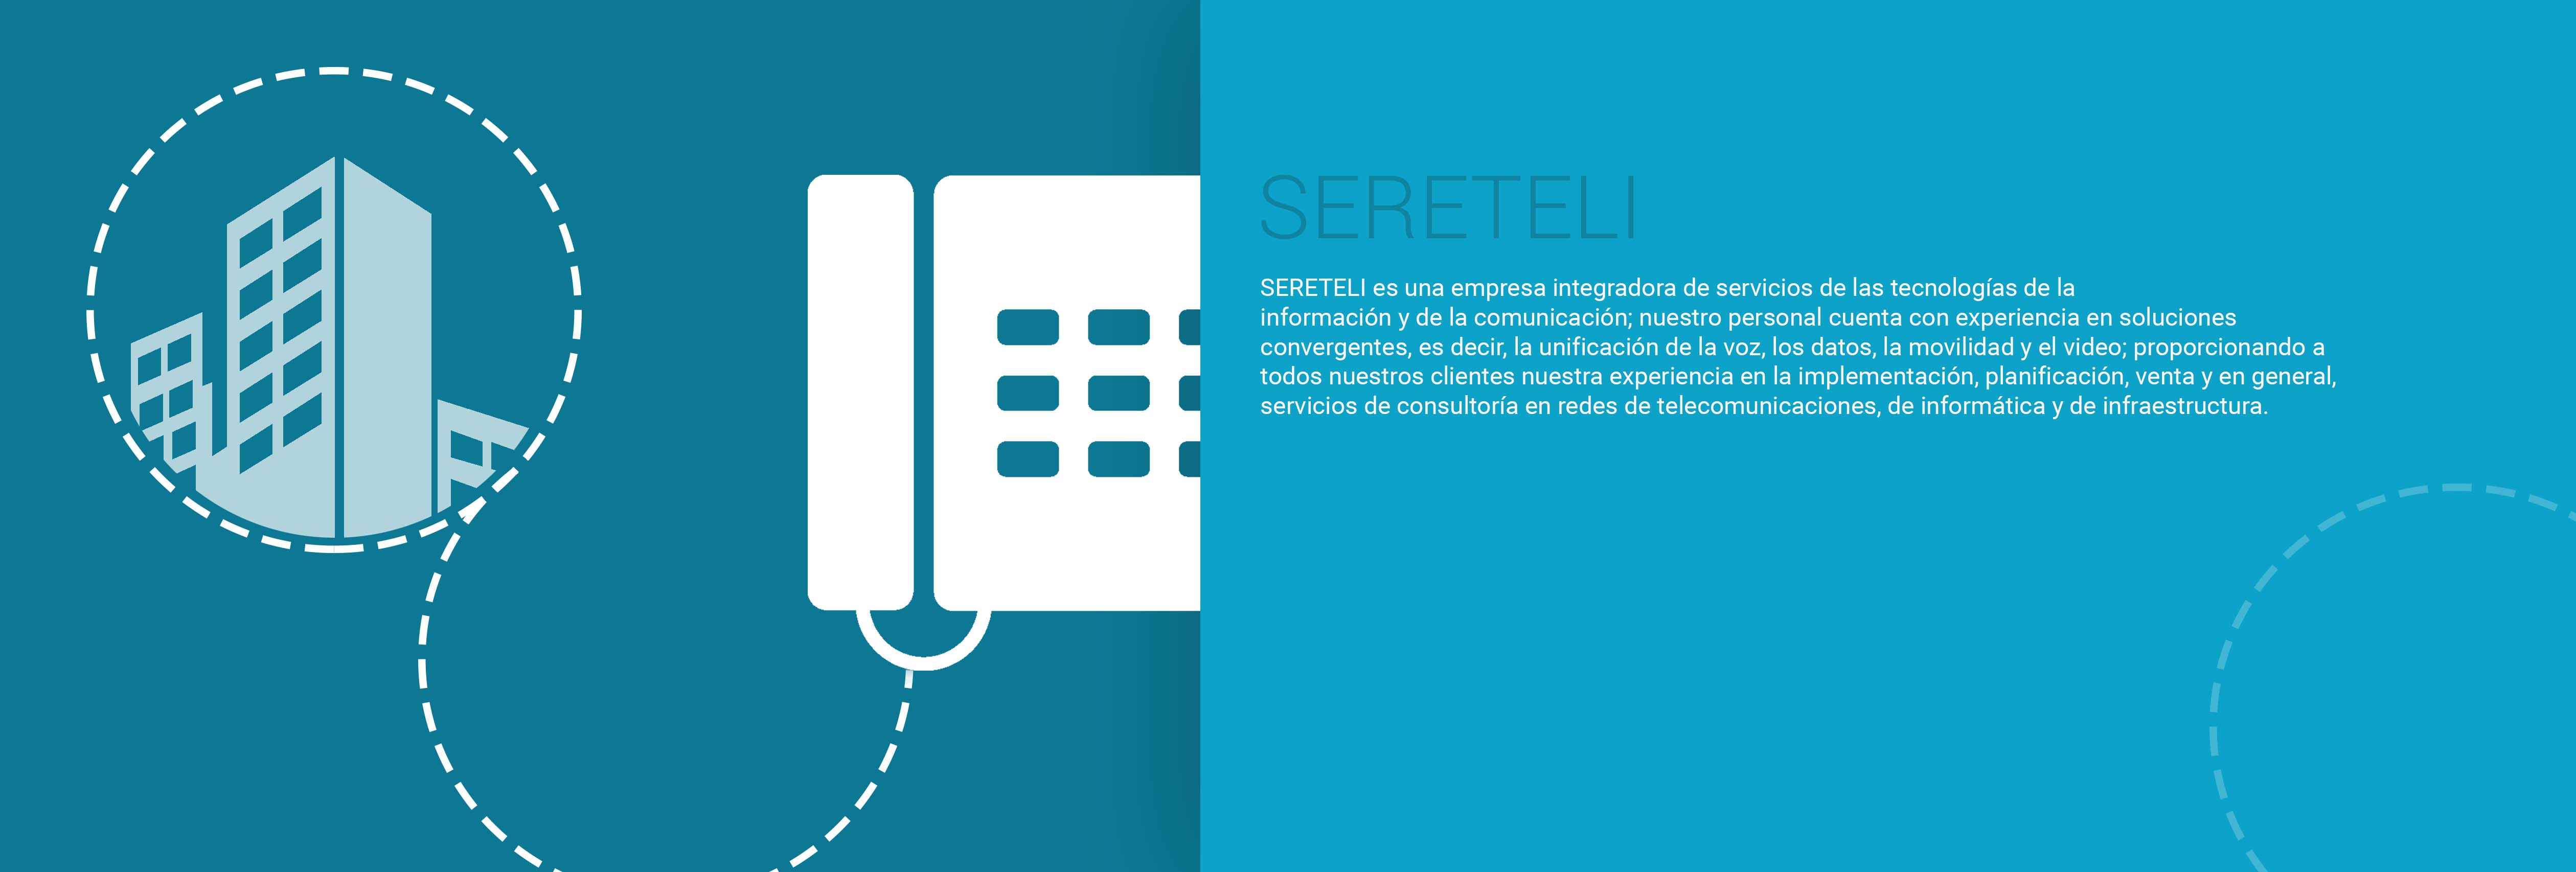 SERETELI
SERETELI es una empresa integradora de servicios de las tecnologías de la
información y de la comunicación; nuestro personal cuenta con experiencia en soluciones
convergentes, es decir, la unificación de la voz, los datos, la movilidad y el video; proporcionando a
todos nuestros clientes nuestra experiencia en la implementación, planificación, venta y en general,
servicios de consultoría en redes de telecomunicaciones, de informática y de infraestructura.